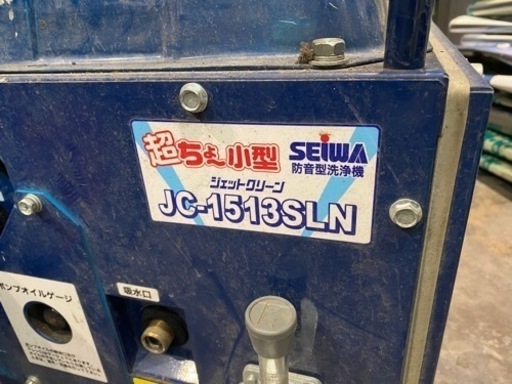 超ちょー小型
SEIWA
防音型洗浄機
ジェットクリーン
JC-1513SLN
ポンプオイルゲージ
吸水口